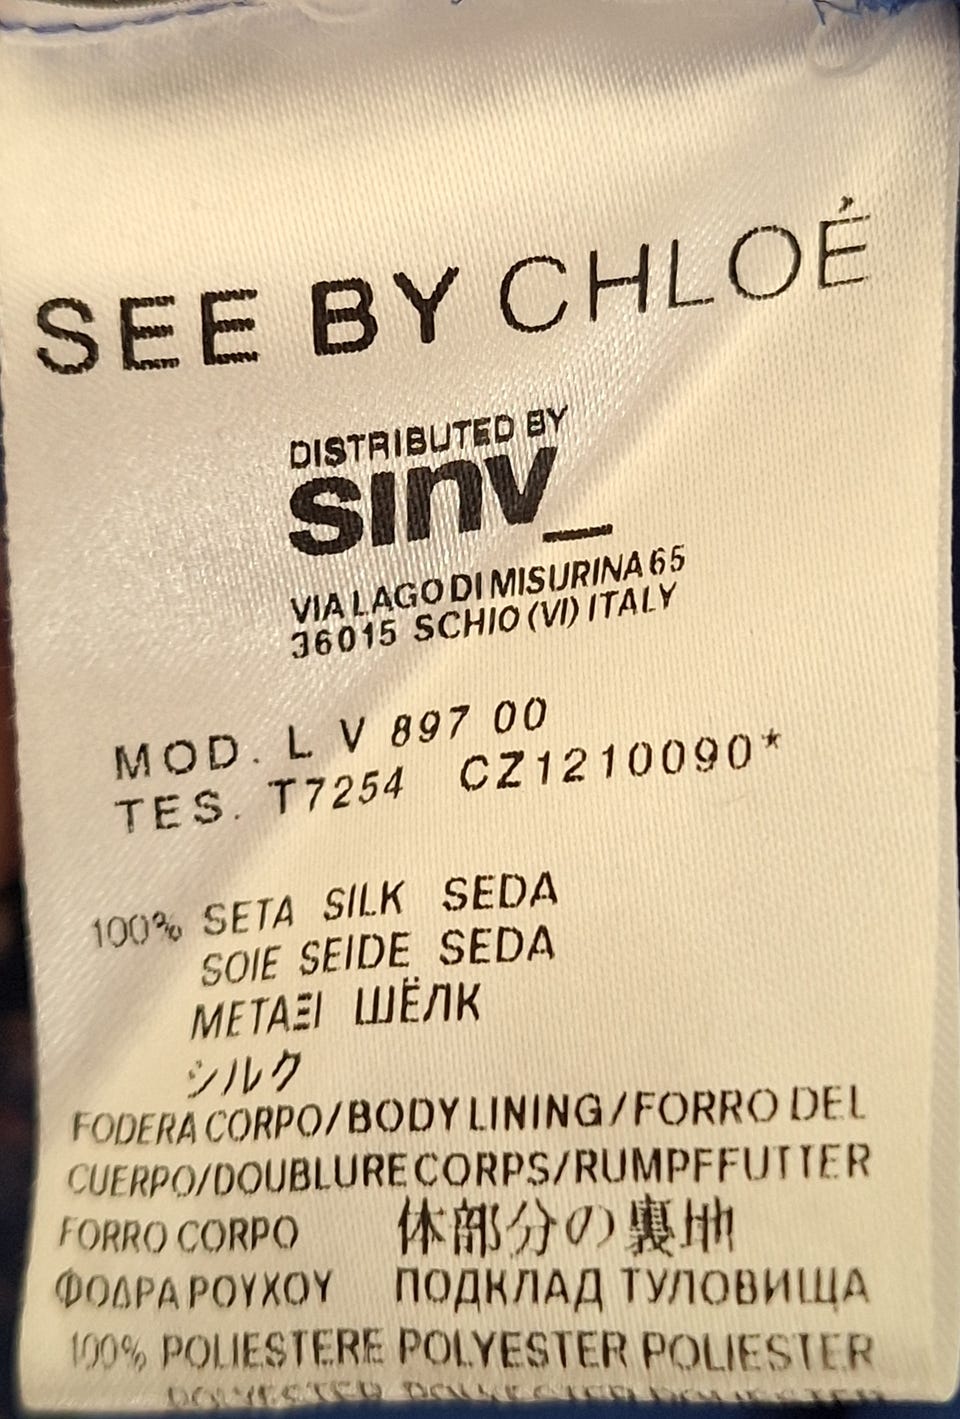 SEE BY CHLOÉ
DISTRIBUTED BY
sinv_
VIA LAGO DI MISURINA 65
36015 SCHIO (VI) ITALY
MOD. L V 897 00
TES. T7254 CZ1210090*
100% SETA SILK SEDA
SOIE SEIDE SEDA
ΜΕΤΑΞΙ ШЁЛК
シルク
FODERA CORPO/BODY LINING/FORRO DEL
CUERPO/DOUBLURE CORPS/RUMPFFUTTER
FORRO CORPO 体部分の裏地
ΦΟΔΡΑ ΡΟΥΧΟΥ ПОДКЛАД ТУЛОВИЩА
100% POLIESTERE POLYESTER POLIESTER
POLYESTER POLYESTER POLIESTER